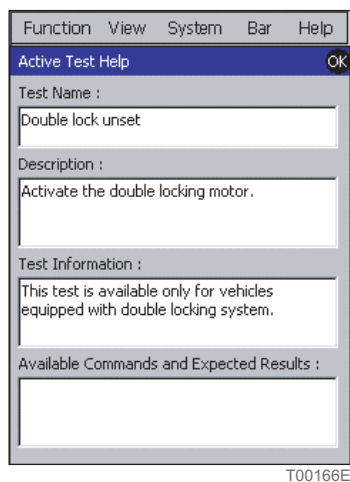 Function View System Bar Help
Active Test Help OK
Test Name :
Double lock unset
Description :
Activate the double locking motor.
Test Information :
This test is available only for vehicles
equipped with double locking system.
Available Commands and Expected Results :
T00166E